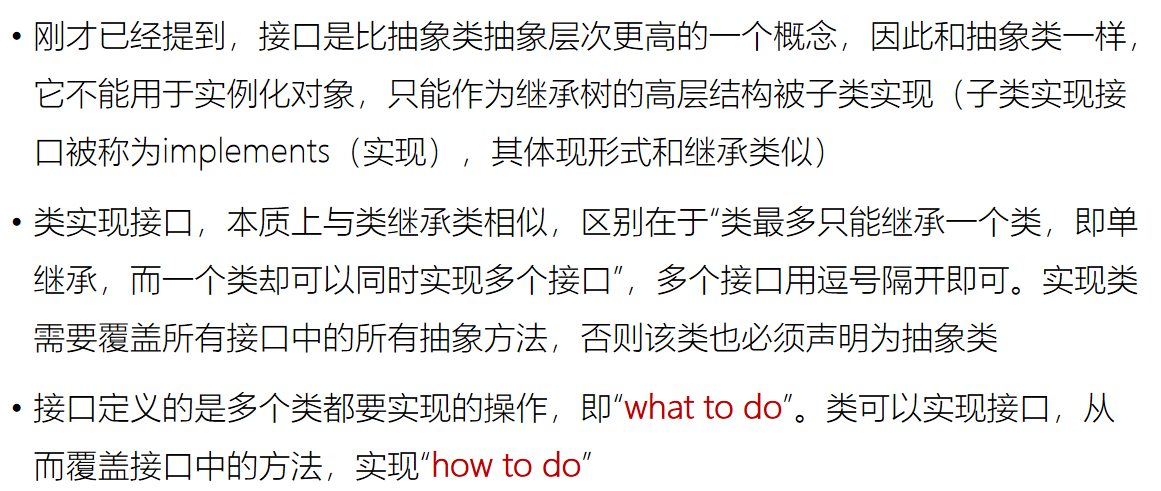 • 刚才已经提到，接口是比抽象类抽象层次更高的一个概念，因此和抽象类一样，
它不能用于实例化对象，只能作为继承树的高层结构被子类实现（子类实现接
口被称为implements（实现），其体现形式和继承类似）
• 类实现接口，本质上与类继承类相似，区别在于“类最多只能继承一个类，即单
继承，而一个类却可以同时实现多个接口”，多个接口用逗号隔开即可。实现类
需要覆盖所有接口中的所有抽象方法，否则该类也必须声明为抽象类
• 接口定义的是多个类都要实现的操作，即“what to do”。类可以实现接口，从
而覆盖接口中的方法，实现“how to do”